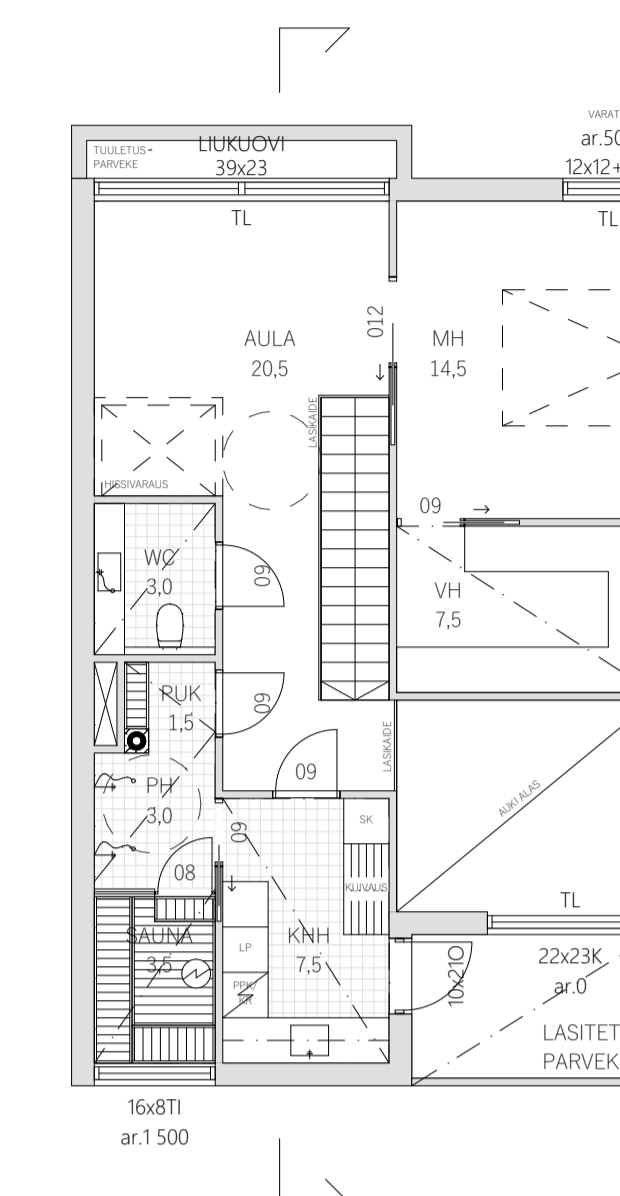 TUULETUS-
PARVEKE
LIUKUOVI
39x23
TL
VARAT
ar.50
12x12+
TL
012
AULA
20,5
MH
14,5
LASIKAIDE
HISSIVARAUS
09
WC
3,0
09
VH
7,5
PUK
1,5
09
LASIKAIDE
09
PH
3,0
AUKI ALAS
SK
09
08
KUIVAUS
TL
SAUNA
3,5
LP
KHH
7,5
PPK/
KR
10x21O
22x23K
ar.0
LASITET
PARVEK
16x8TI
ar.1 500